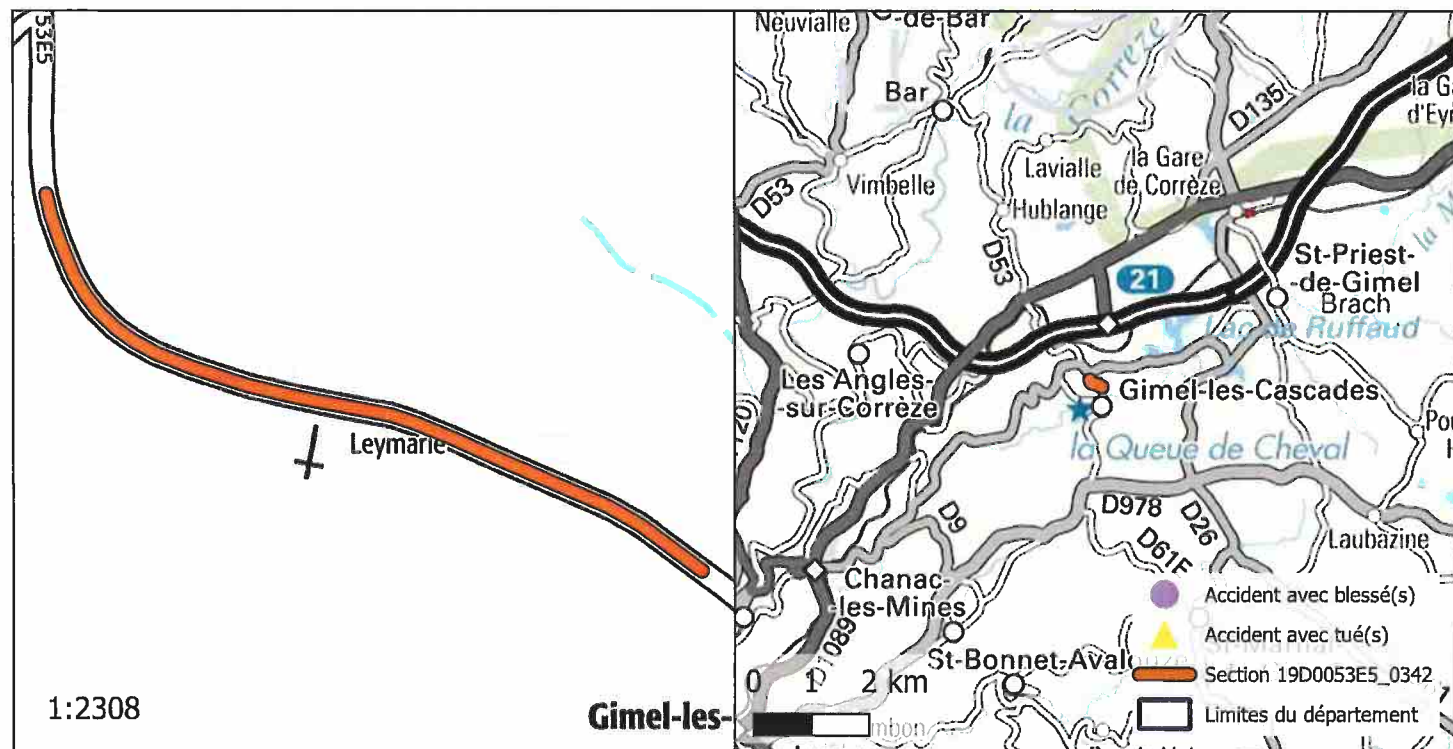 53E5
Leymarie
1:2308
Gimel-les-
Neuvialle
-de-Bar
Bar
la Corrèze
D135
la Ga
d'Eyr
Lavialle
la Gare
de Corrèze
Vimbelle
Hublange
D53
D53
21
St-Priest-
-de-Gimel
Brach
Lac de Ruffaud
Les Angles-
-sur-Corrèze
Gimel-les-Cascades
la Queue de Cheval
D978
D26
D9
D61E
Laubazine
Chanac-
-les-Mines
D1089
St-Bonnet-Avalouze
0 1 2 km
Accident avec blessé(s)
Accident avec tué(s)
Section 19D0053E5_0342
Limites du département